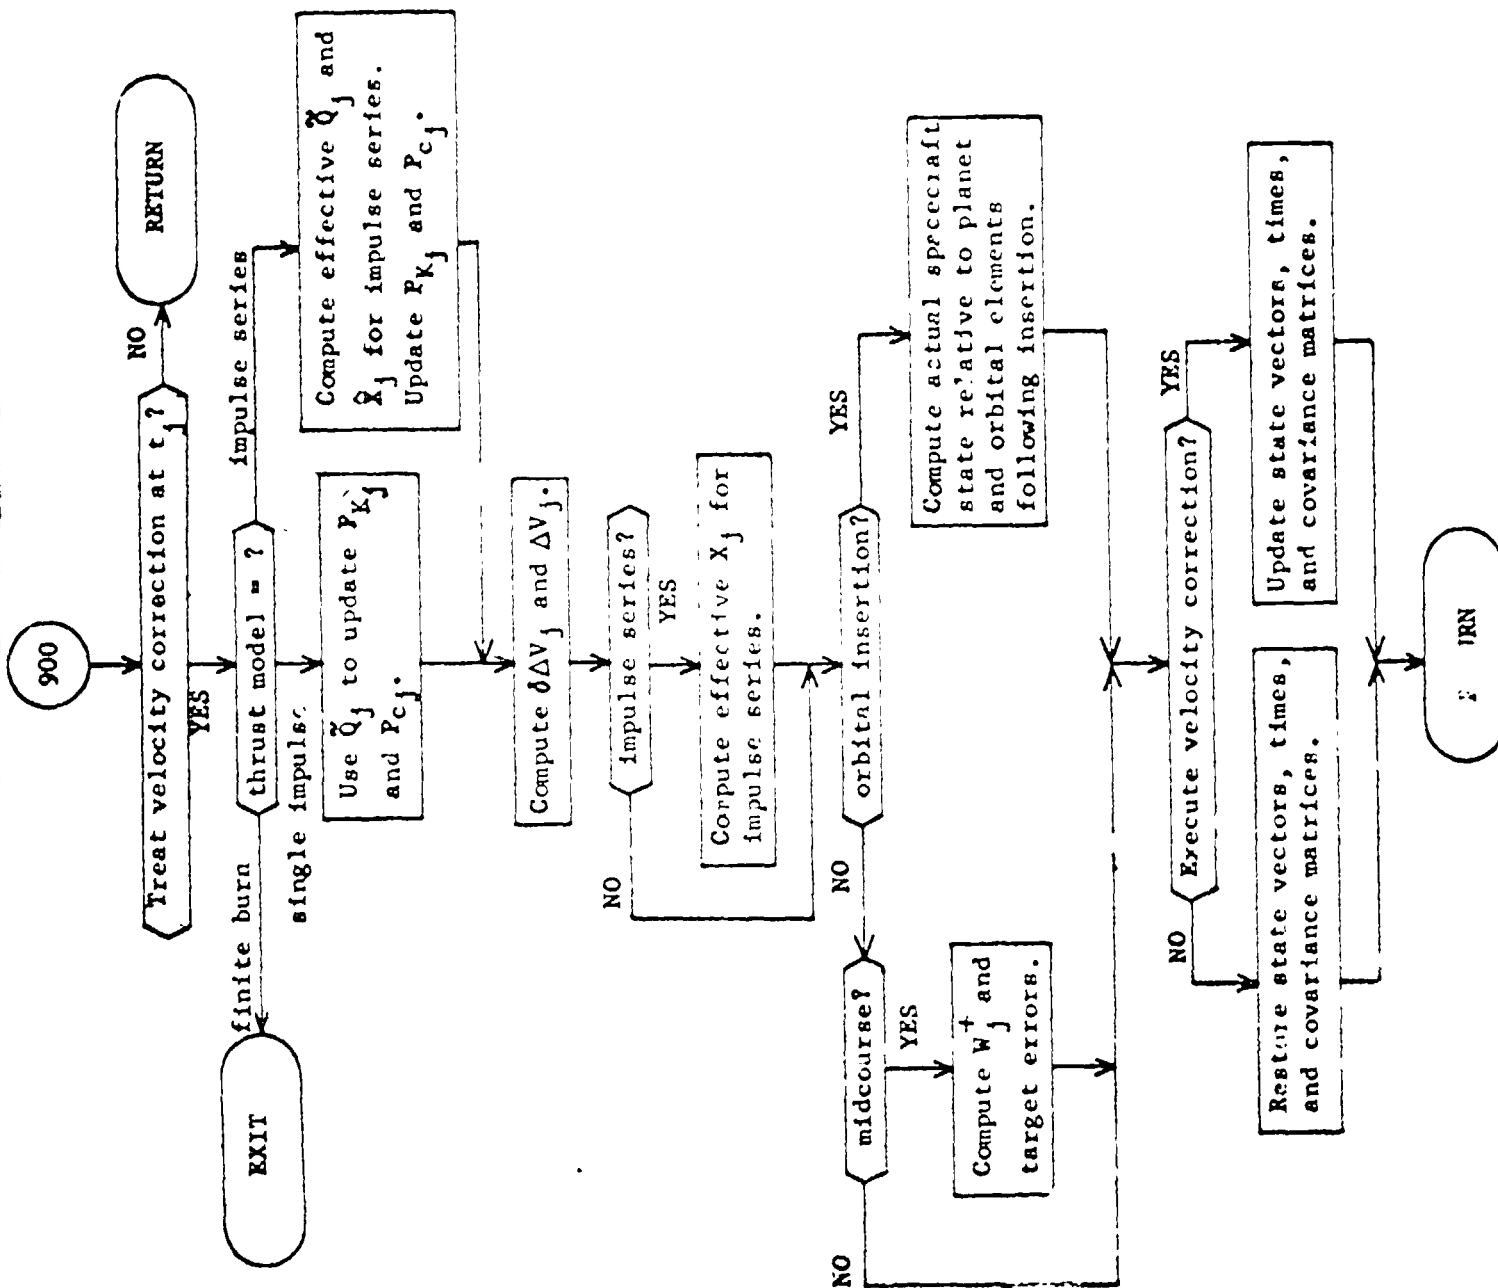 900
Treat velocity correction at t_j?
NO
RETURN
YES
thrust model = ?
finite burn
EXIT
single impulse
impulse series
Use Q̃_j to update P_K_j
and P_c_j.
Compute effective Q̃_j and
X̂_j for impulse series.
Update P_K_j and P_c_j.
Compute δΔV_j and ΔV_j.
impulse series?
NO
YES
Compute effective X_j for
impulse series.
orbital insertion?
NO
YES
midcourse?
NO
YES
Compute W_j^+ and
target errors.
Compute actual spacecraft
state relative to planet
and orbital elements
following insertion.
Execute velocity correction?
NO
YES
Restore state vectors, times,
and covariance matrices.
Update state vectors, times,
and covariance matrices.